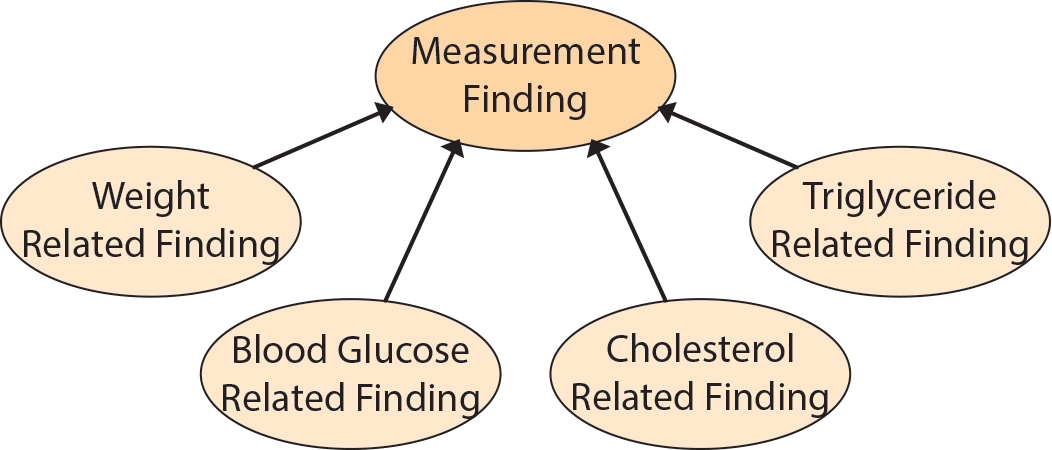 Measurement
Finding
Weight
Related Finding
Triglyceride
Related Finding
Blood Glucose
Related Finding
Cholesterol
Related Finding